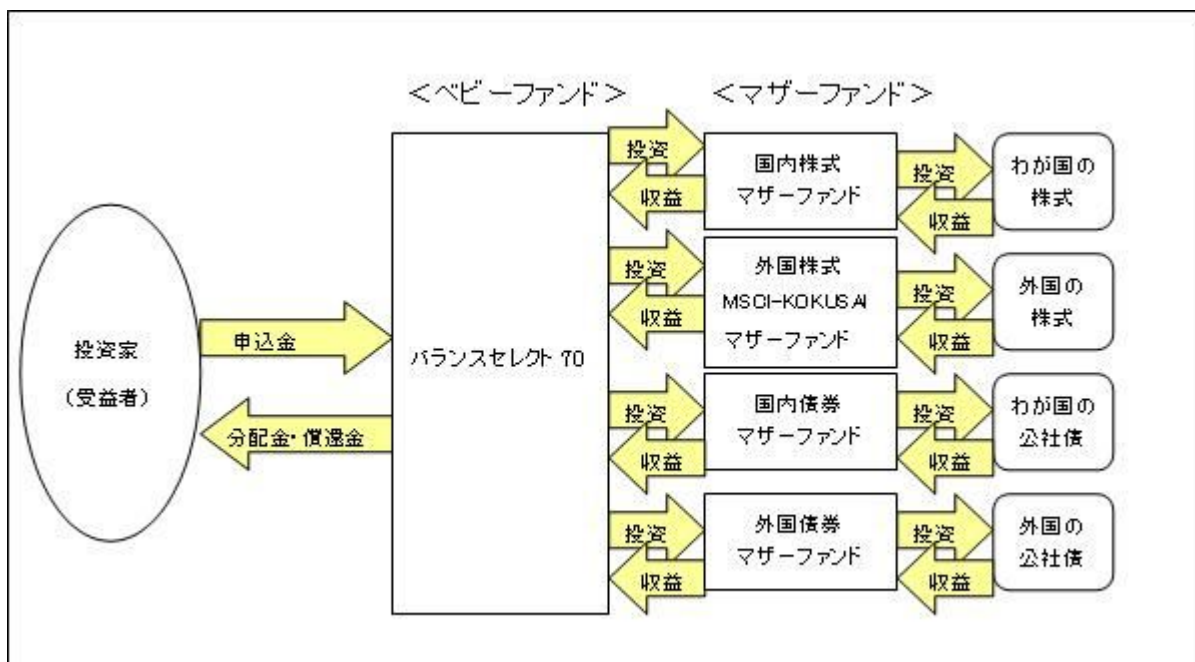 <ベビーファンド>
<マザーファンド>
投資家
(受益者)
申込金
分配金・償還金
バランスセレクト 70
投資
収益
国内株式
マザーファンド
投資
収益
わが国の
株式
投資
収益
外国株式
MSCI-KOKUSAI
マザーファンド
投資
収益
外国の
株式
投資
収益
国内債券
マザーファンド
投資
収益
わが国の
公社債
投資
収益
外国債券
マザーファンド
投資
収益
外国の
公社債